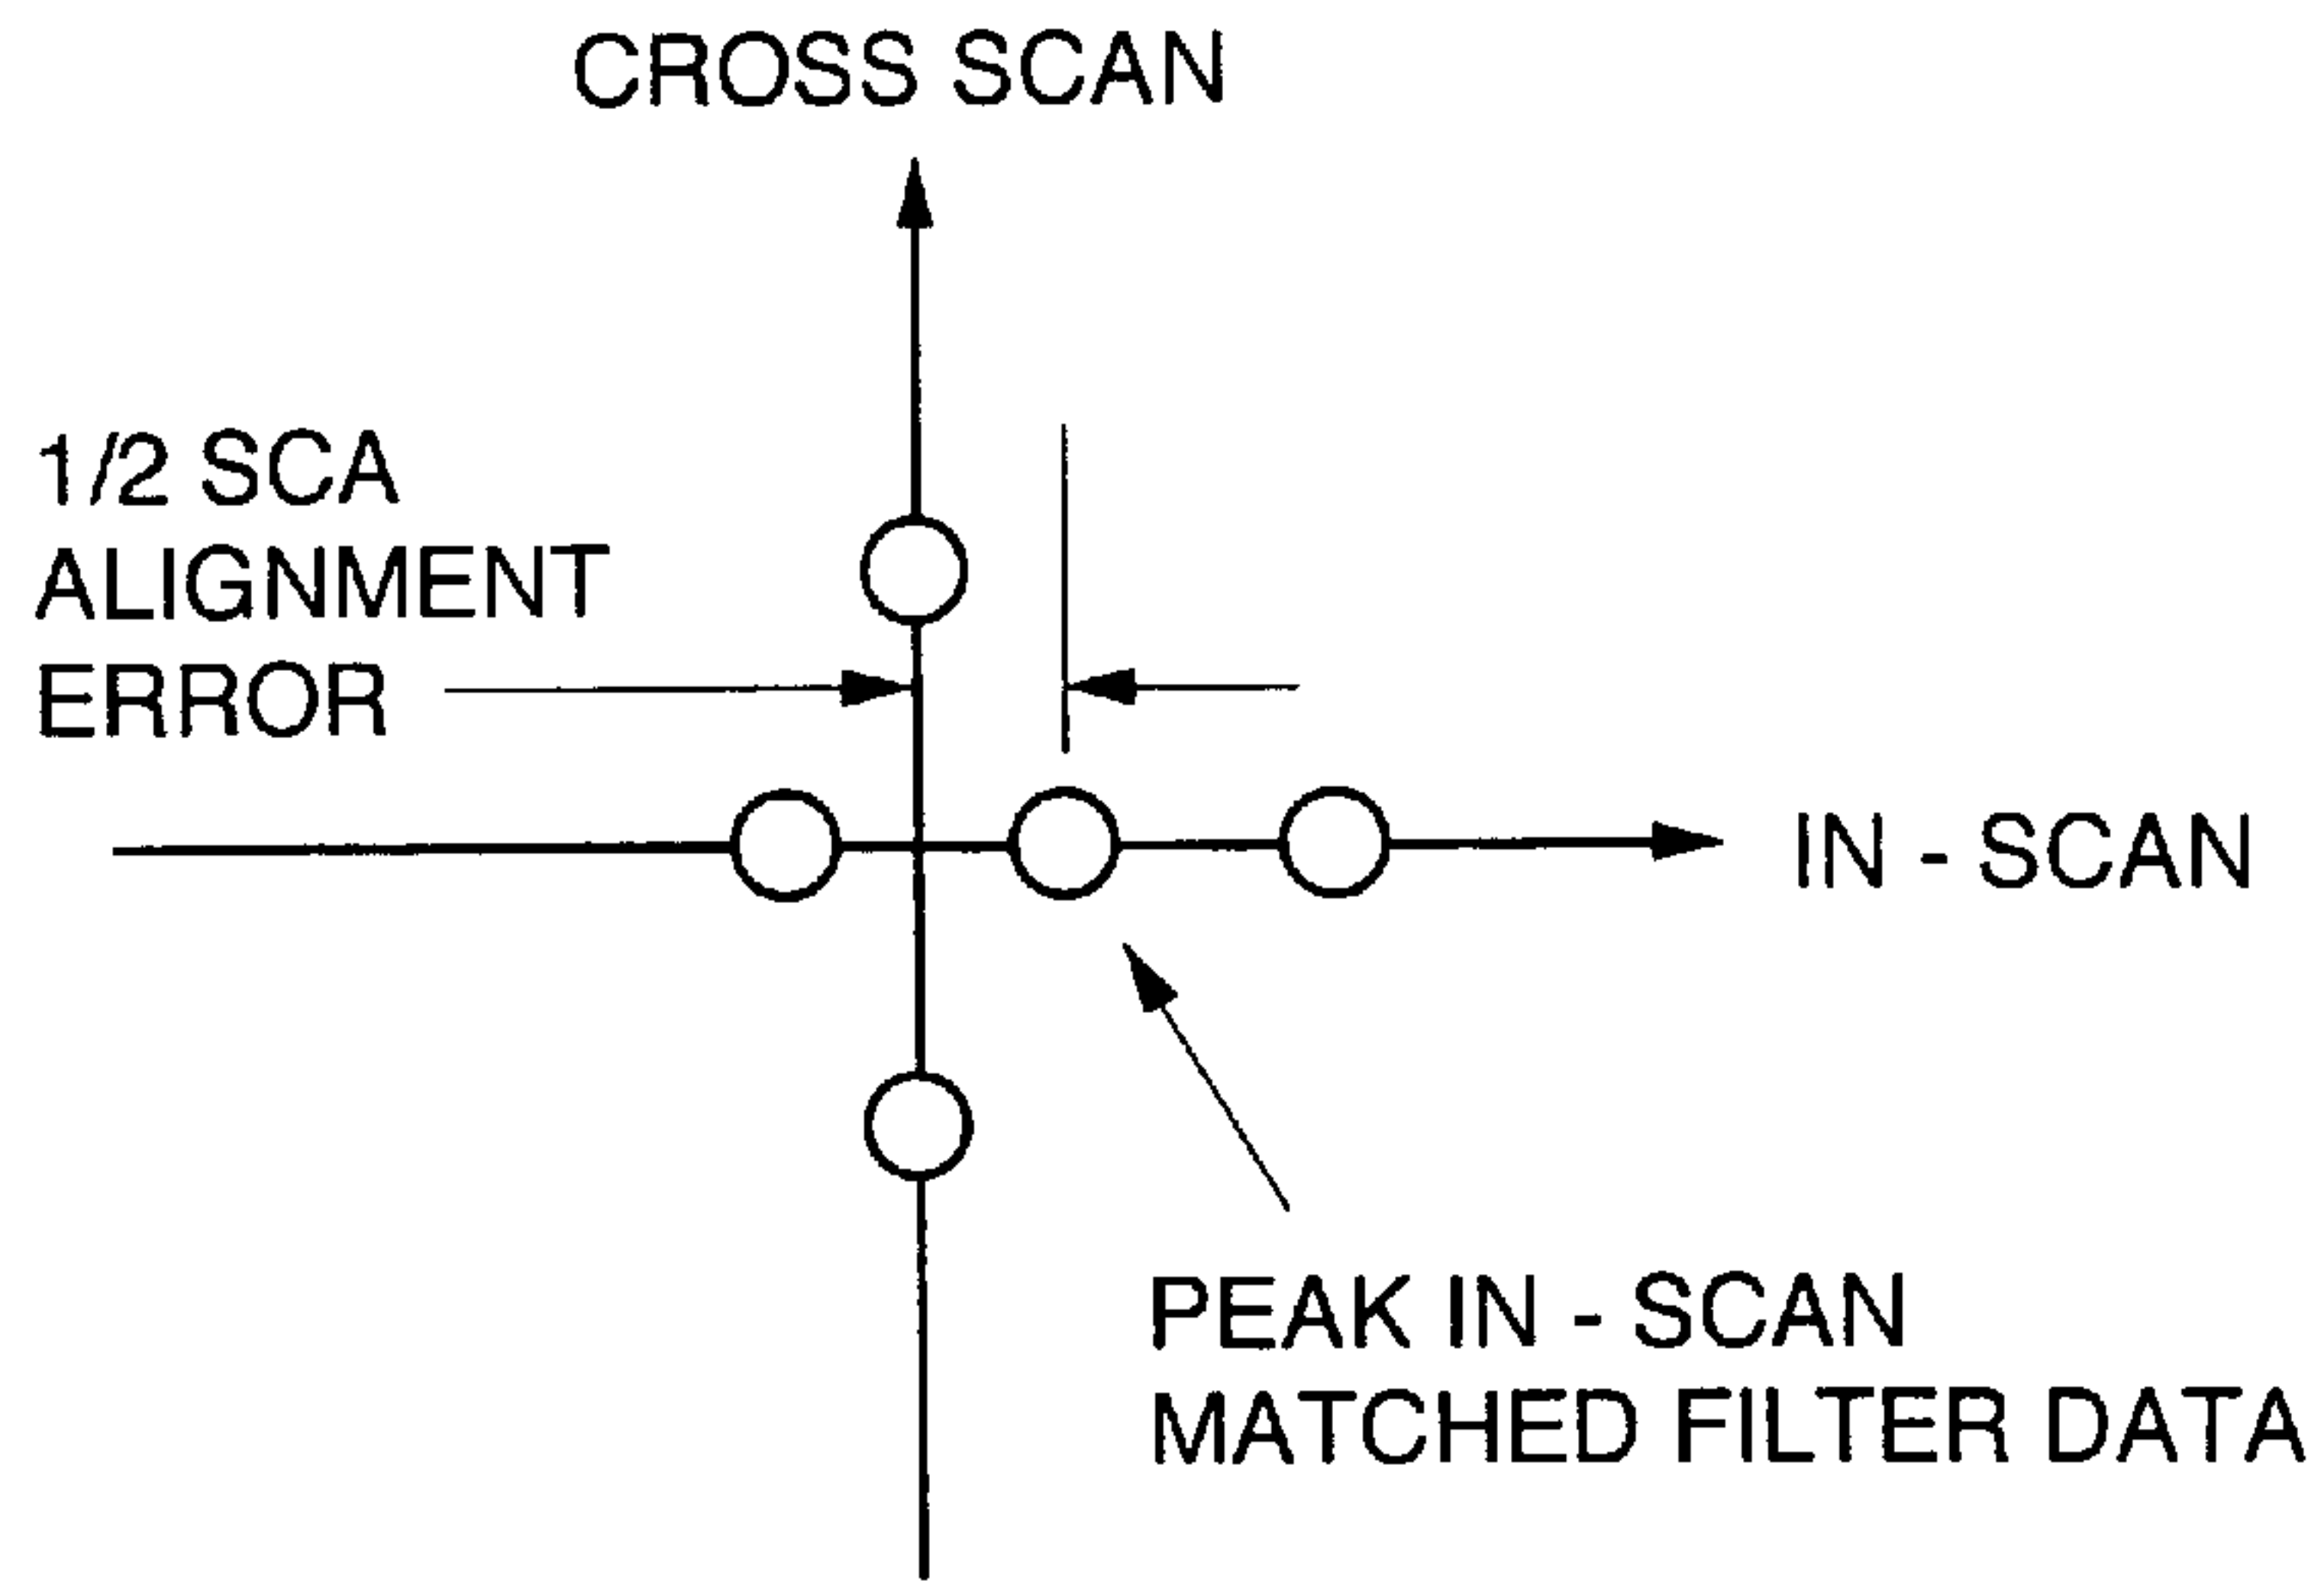 CROSS SCAN
1/2 SCA
ALIGNMENT
ERROR
IN - SCAN
PEAK IN - SCAN
MATCHED FILTER DATA